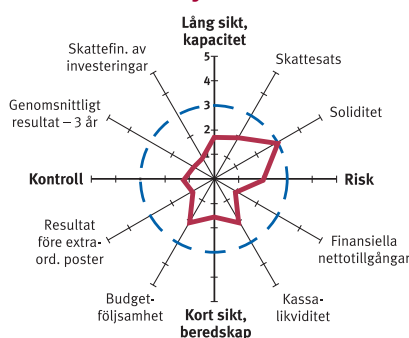 Lång sikt,
kapacitet
Skattefin. av
investeringar
Skattesats
Genomsnittligt
resultat – 3 år
Soliditet
5
4
3
2
1
Kontroll
Risk
Resultat
före extra-
ord. poster
Finansiella
nettotillgångar
Budget-
följsamhet
Kassa-
likviditet
Kort sikt,
beredskap